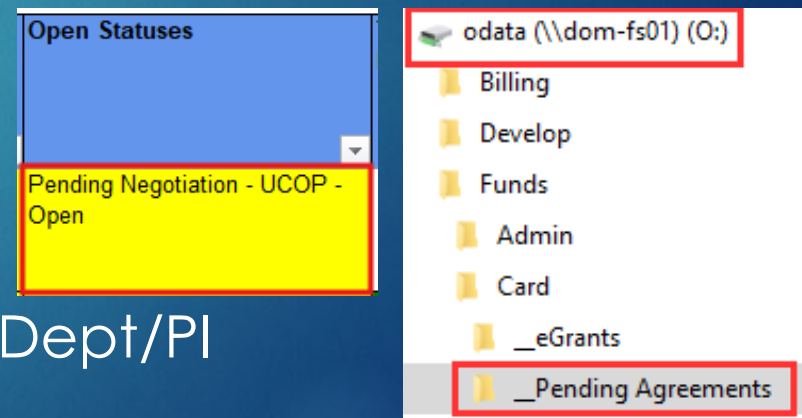 Open Statuses
Pending Negotiation - UCOP -
Open
Dept/PI
odata (\\dom-fs01) (O:)
Billing
Develop
Funds
Admin
Card
__eGrants
__Pending Agreements